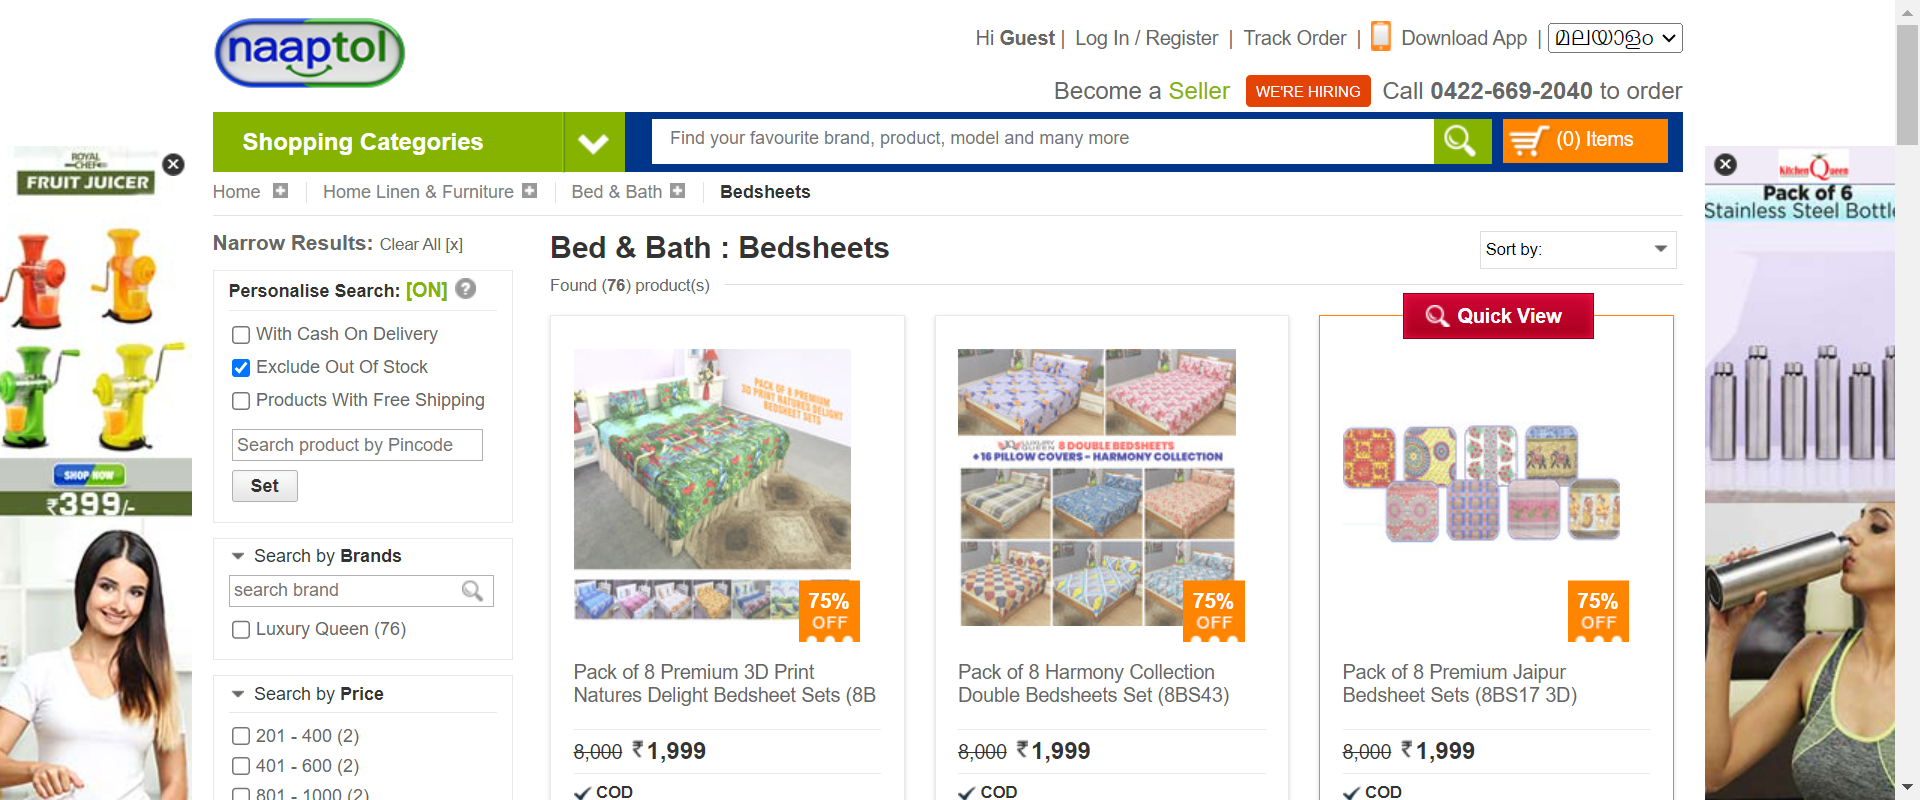 naaptol
Hi Guest | Log In / Register | Track Order | Download App | മലയാളം
Become a Seller WE'RE HIRING Call 0422-669-2040 to order
Shopping Categories
Find your favourite brand, product, model and many more
(0) Items
Home Home Linen & Furniture Bed & Bath Bedsheets
ROYAL
CHEF
FRUIT JUICER
SHOP NOW
₹399/-
Narrow Results: Clear All [x]
Personalise Search: [ON] ?
With Cash On Delivery
Exclude Out Of Stock
Products With Free Shipping
Search product by Pincode
Set
Search by Brands
search brand
Luxury Queen (76)
Search by Price
201 - 400 (2)
401 - 600 (2)
801 - 1000 (2)
Bed & Bath : Bedsheets
Sort by:
Found (76) product(s)
PACK OF 8 PREMIUM
3D PRINT NATURES DELIGHT
BEDSHEET SETS
75%
OFF
Pack of 8 Premium 3D Print
Natures Delight Bedsheet Sets (8B
8,000 ₹1,999
COD
LUXURY
QUEEN 8 DOUBLE BEDSHEETS
+ 16 PILLOW COVERS - HARMONY COLLECTION
75%
OFF
Pack of 8 Harmony Collection
Double Bedsheets Set (8BS43)
8,000 ₹1,999
COD
Quick View
75%
OFF
Pack of 8 Premium Jaipur
Bedsheet Sets (8BS17 3D)
8,000 ₹1,999
COD
Kitchen Queen
Pack of 6
Stainless Steel Bottl